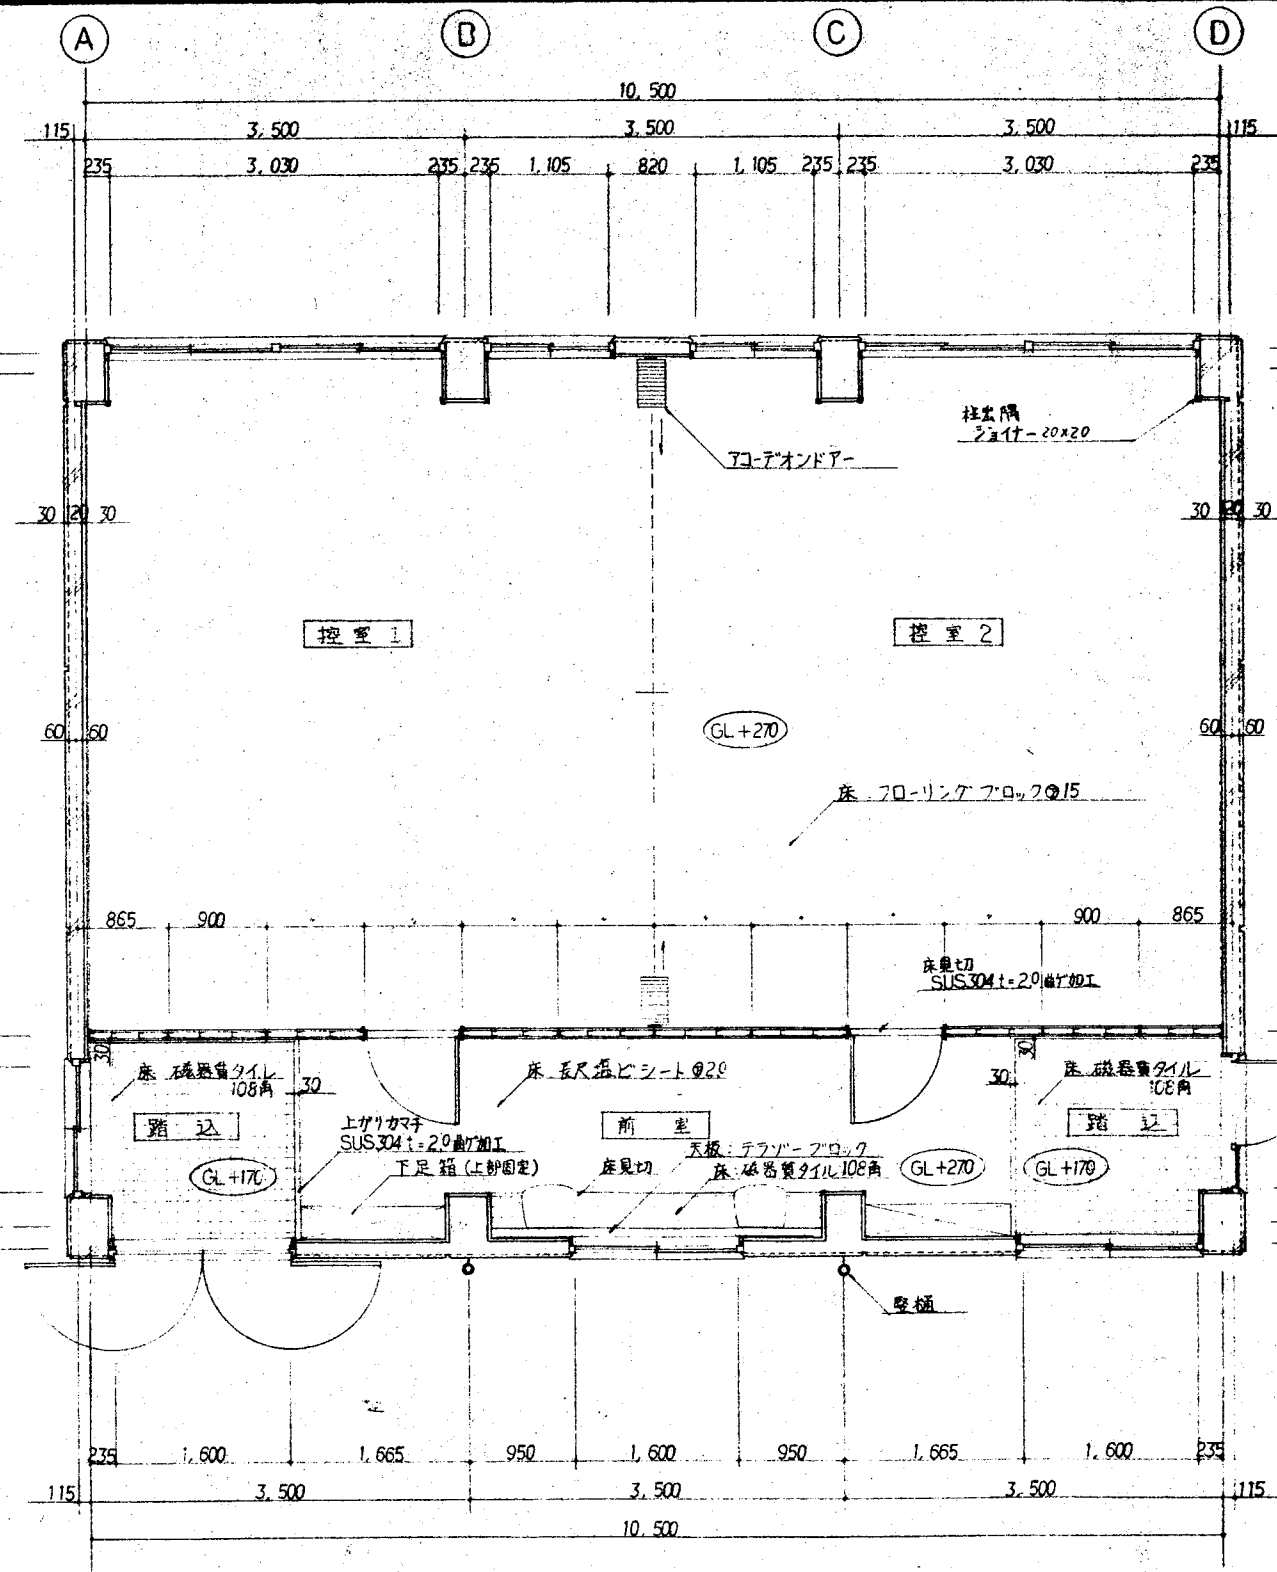 A B C D
10,500
115 3,500 3,500 3,500 115
235 3,030 235 235 1,105 820 1,105 235 235 3,030 235
柱出隅
ジョイナー20×20
アコーデオンドアー
30 120 30 30 120 30
控室 1 控室 2
GL+270
60 60 60 60
床 フローリングブロック⑦15
865 900 900 865
床見切
SUS304 t=2.0曲ゲ加工
30 30
床 磁器質タイル
108角
30
床 長尺塩ビシート⑦2.0
30
床 磁器質タイル
108角
踏込 前室 踏込
上ガリカマチ
SUS304 t=2.0曲ゲ加工
下足箱(上部固定)
床見切
天板:テラゾーブロック
床 磁器質タイル108角
GL+170 GL+270 GL+170
竪樋
235 1,600 1,665 950 1,600 950 1,665 1,600 235
115 3,500 3,500 3,500 115
10,500